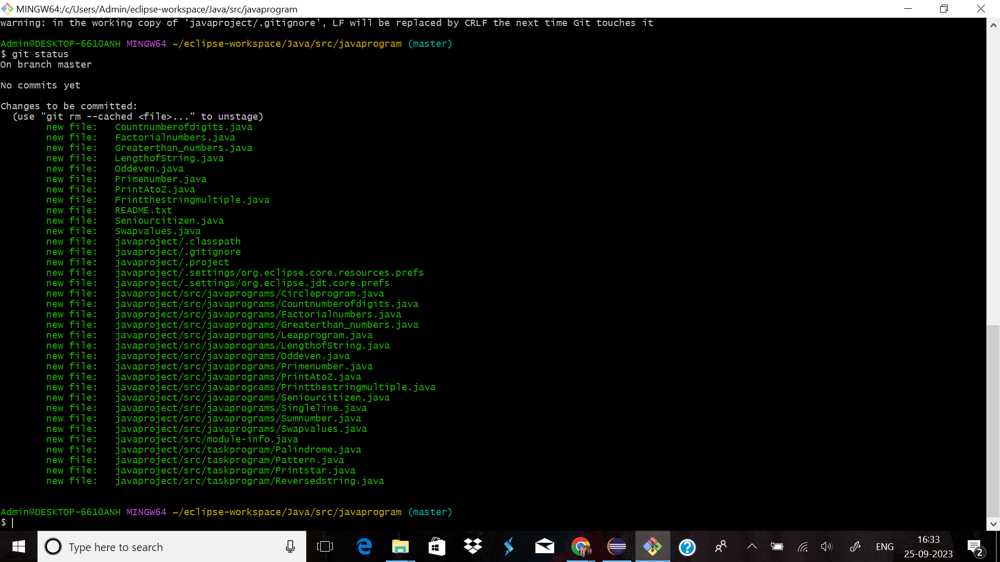 MINGW64:/c/Users/Admin/eclipse-workspace/Java/src/javaprogram
warning: in the working copy of 'javaproject/.gitignore', LF will be replaced by CRLF the next time Git touches it
Admin@DESKTOP-6610ANH MINGW64 ~/eclipse-workspace/Java/src/javaprogram (master)
$ git status
On branch master
No commits yet
Changes to be committed:
(use "git rm --cached <file>..." to unstage)
new file: Countnumberofdigits.java
new file: Factorialnumbers.java
new file: Greaterthan_numbers.java
new file: LengthofString.java
new file: Oddeven.java
new file: Primenumber.java
new file: PrintAtoZ.java
new file: Printthestringmultiple.java
new file: README.txt
new file: Seniourcitizen.java
new file: Swapvalues.java
new file: javaproject/.classpath
new file: javaproject/.gitignore
new file: javaproject/.project
new file: javaproject/.settings/org.eclipse.core.resources.prefs
new file: javaproject/.settings/org.eclipse.jdt.core.prefs
new file: javaproject/src/javaprograms/Circleprogram.java
new file: javaproject/src/javaprograms/Countnumberofdigits.java
new file: javaproject/src/javaprograms/Factorialnumbers.java
new file: javaproject/src/javaprograms/Greaterthan_numbers.java
new file: javaproject/src/javaprograms/Leapprogram.java
new file: javaproject/src/javaprograms/LengthofString.java
new file: javaproject/src/javaprograms/Oddeven.java
new file: javaproject/src/javaprograms/Primenumber.java
new file: javaproject/src/javaprograms/PrintAtoZ.java
new file: javaproject/src/javaprograms/Printthestringmultiple.java
new file: javaproject/src/javaprograms/Seniourcitizen.java
new file: javaproject/src/javaprograms/Singleline.java
new file: javaproject/src/javaprograms/Sumnumber.java
new file: javaproject/src/javaprograms/Swapvalues.java
new file: javaproject/src/module-info.java
new file: javaproject/src/taskprogram/Palindrome.java
new file: javaproject/src/taskprogram/Pattern.java
new file: javaproject/src/taskprogram/Printstar.java
new file: javaproject/src/taskprogram/Reversedstring.java
Admin@DESKTOP-6610ANH MINGW64 ~/eclipse-workspace/Java/src/javaprogram (master)
$
Type here to search
ENG
16:33
25-09-2023
2